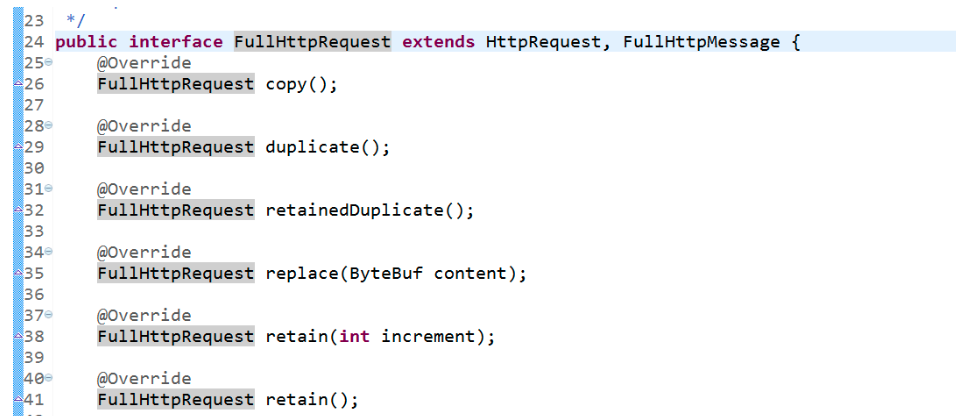 23 */
24 public interface FullHttpRequest extends HttpRequest, FullHttpMessage {
25 @Override
26 FullHttpRequest copy();
27
28 @Override
29 FullHttpRequest duplicate();
30
31 @Override
32 FullHttpRequest retainedDuplicate();
33
34 @Override
35 FullHttpRequest replace(ByteBuf content);
36
37 @Override
38 FullHttpRequest retain(int increment);
39
40 @Override
41 FullHttpRequest retain();